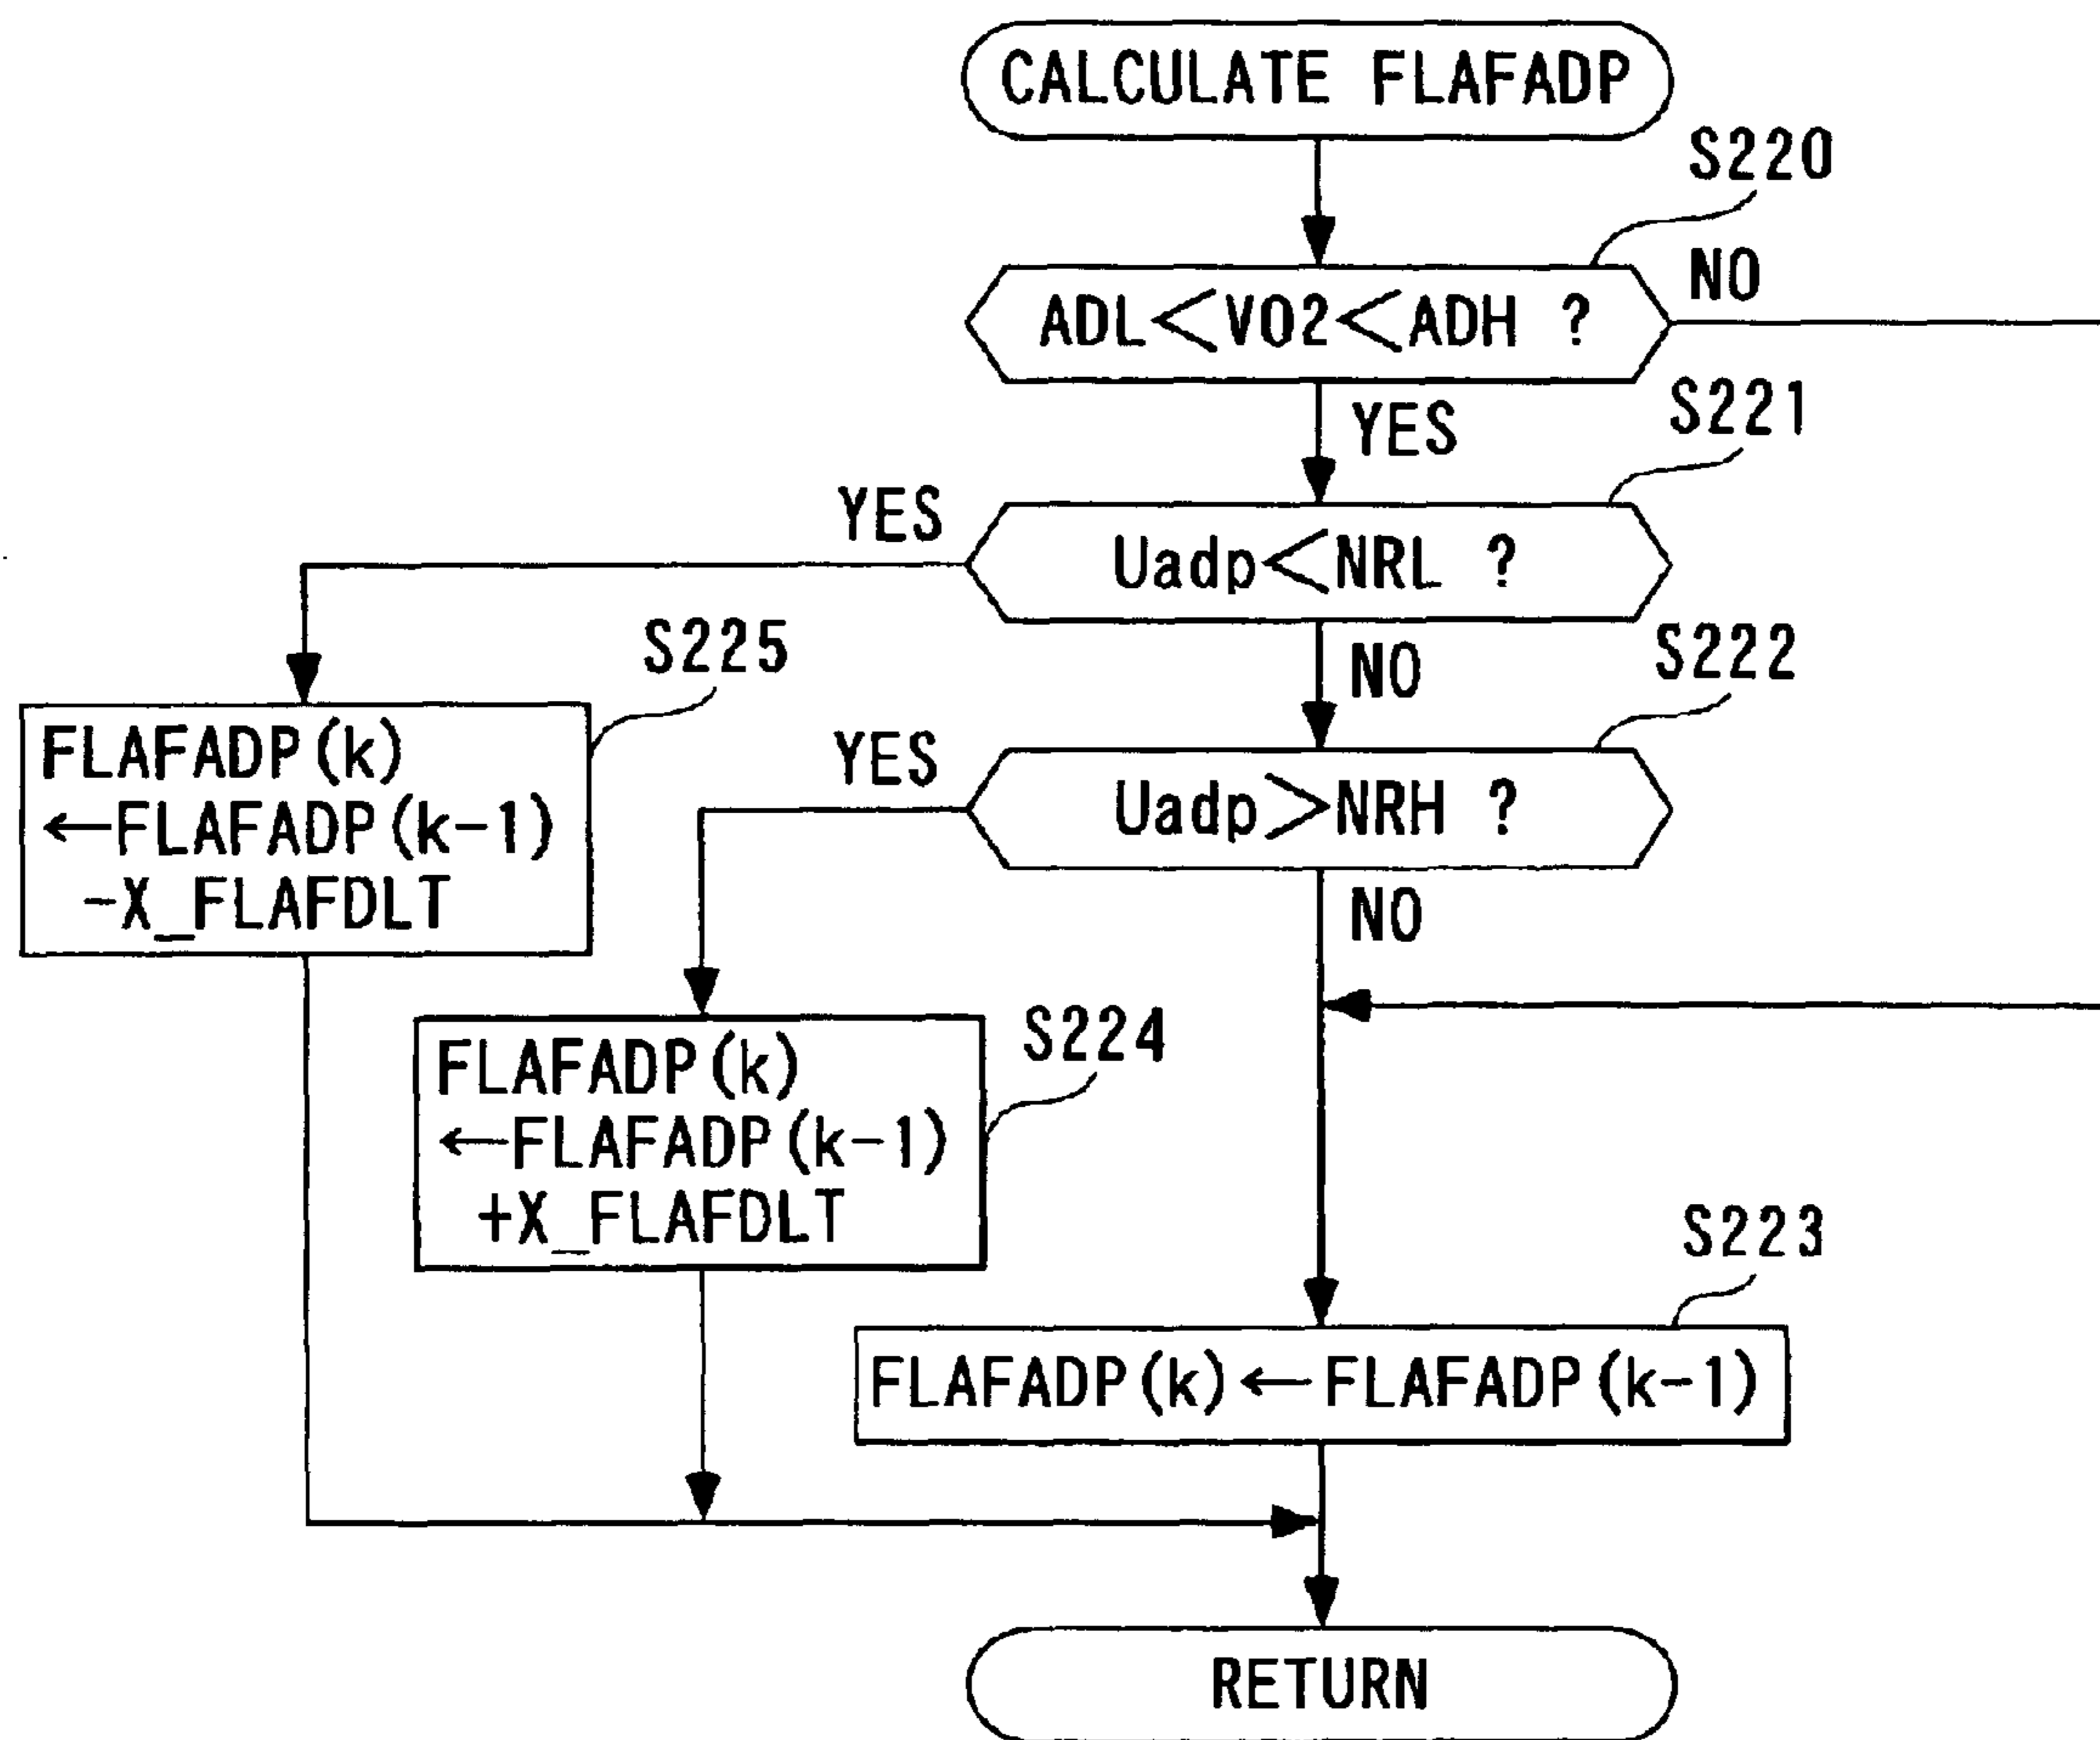 CALCULATE FLAFADP
S220
ADL<VO2<ADH ?
NO
YES
S221
Uadp<NRL ?
YES
NO
S222
Uadp>NRH ?
YES
NO
S225
FLAFADP(k)
←FLAFADP(k-1)
-X_FLAFDLT
S224
FLAFADP(k)
←FLAFADP(k-1)
+X_FLAFDLT
S223
FLAFADP(k)←FLAFADP(k-1)
RETURN